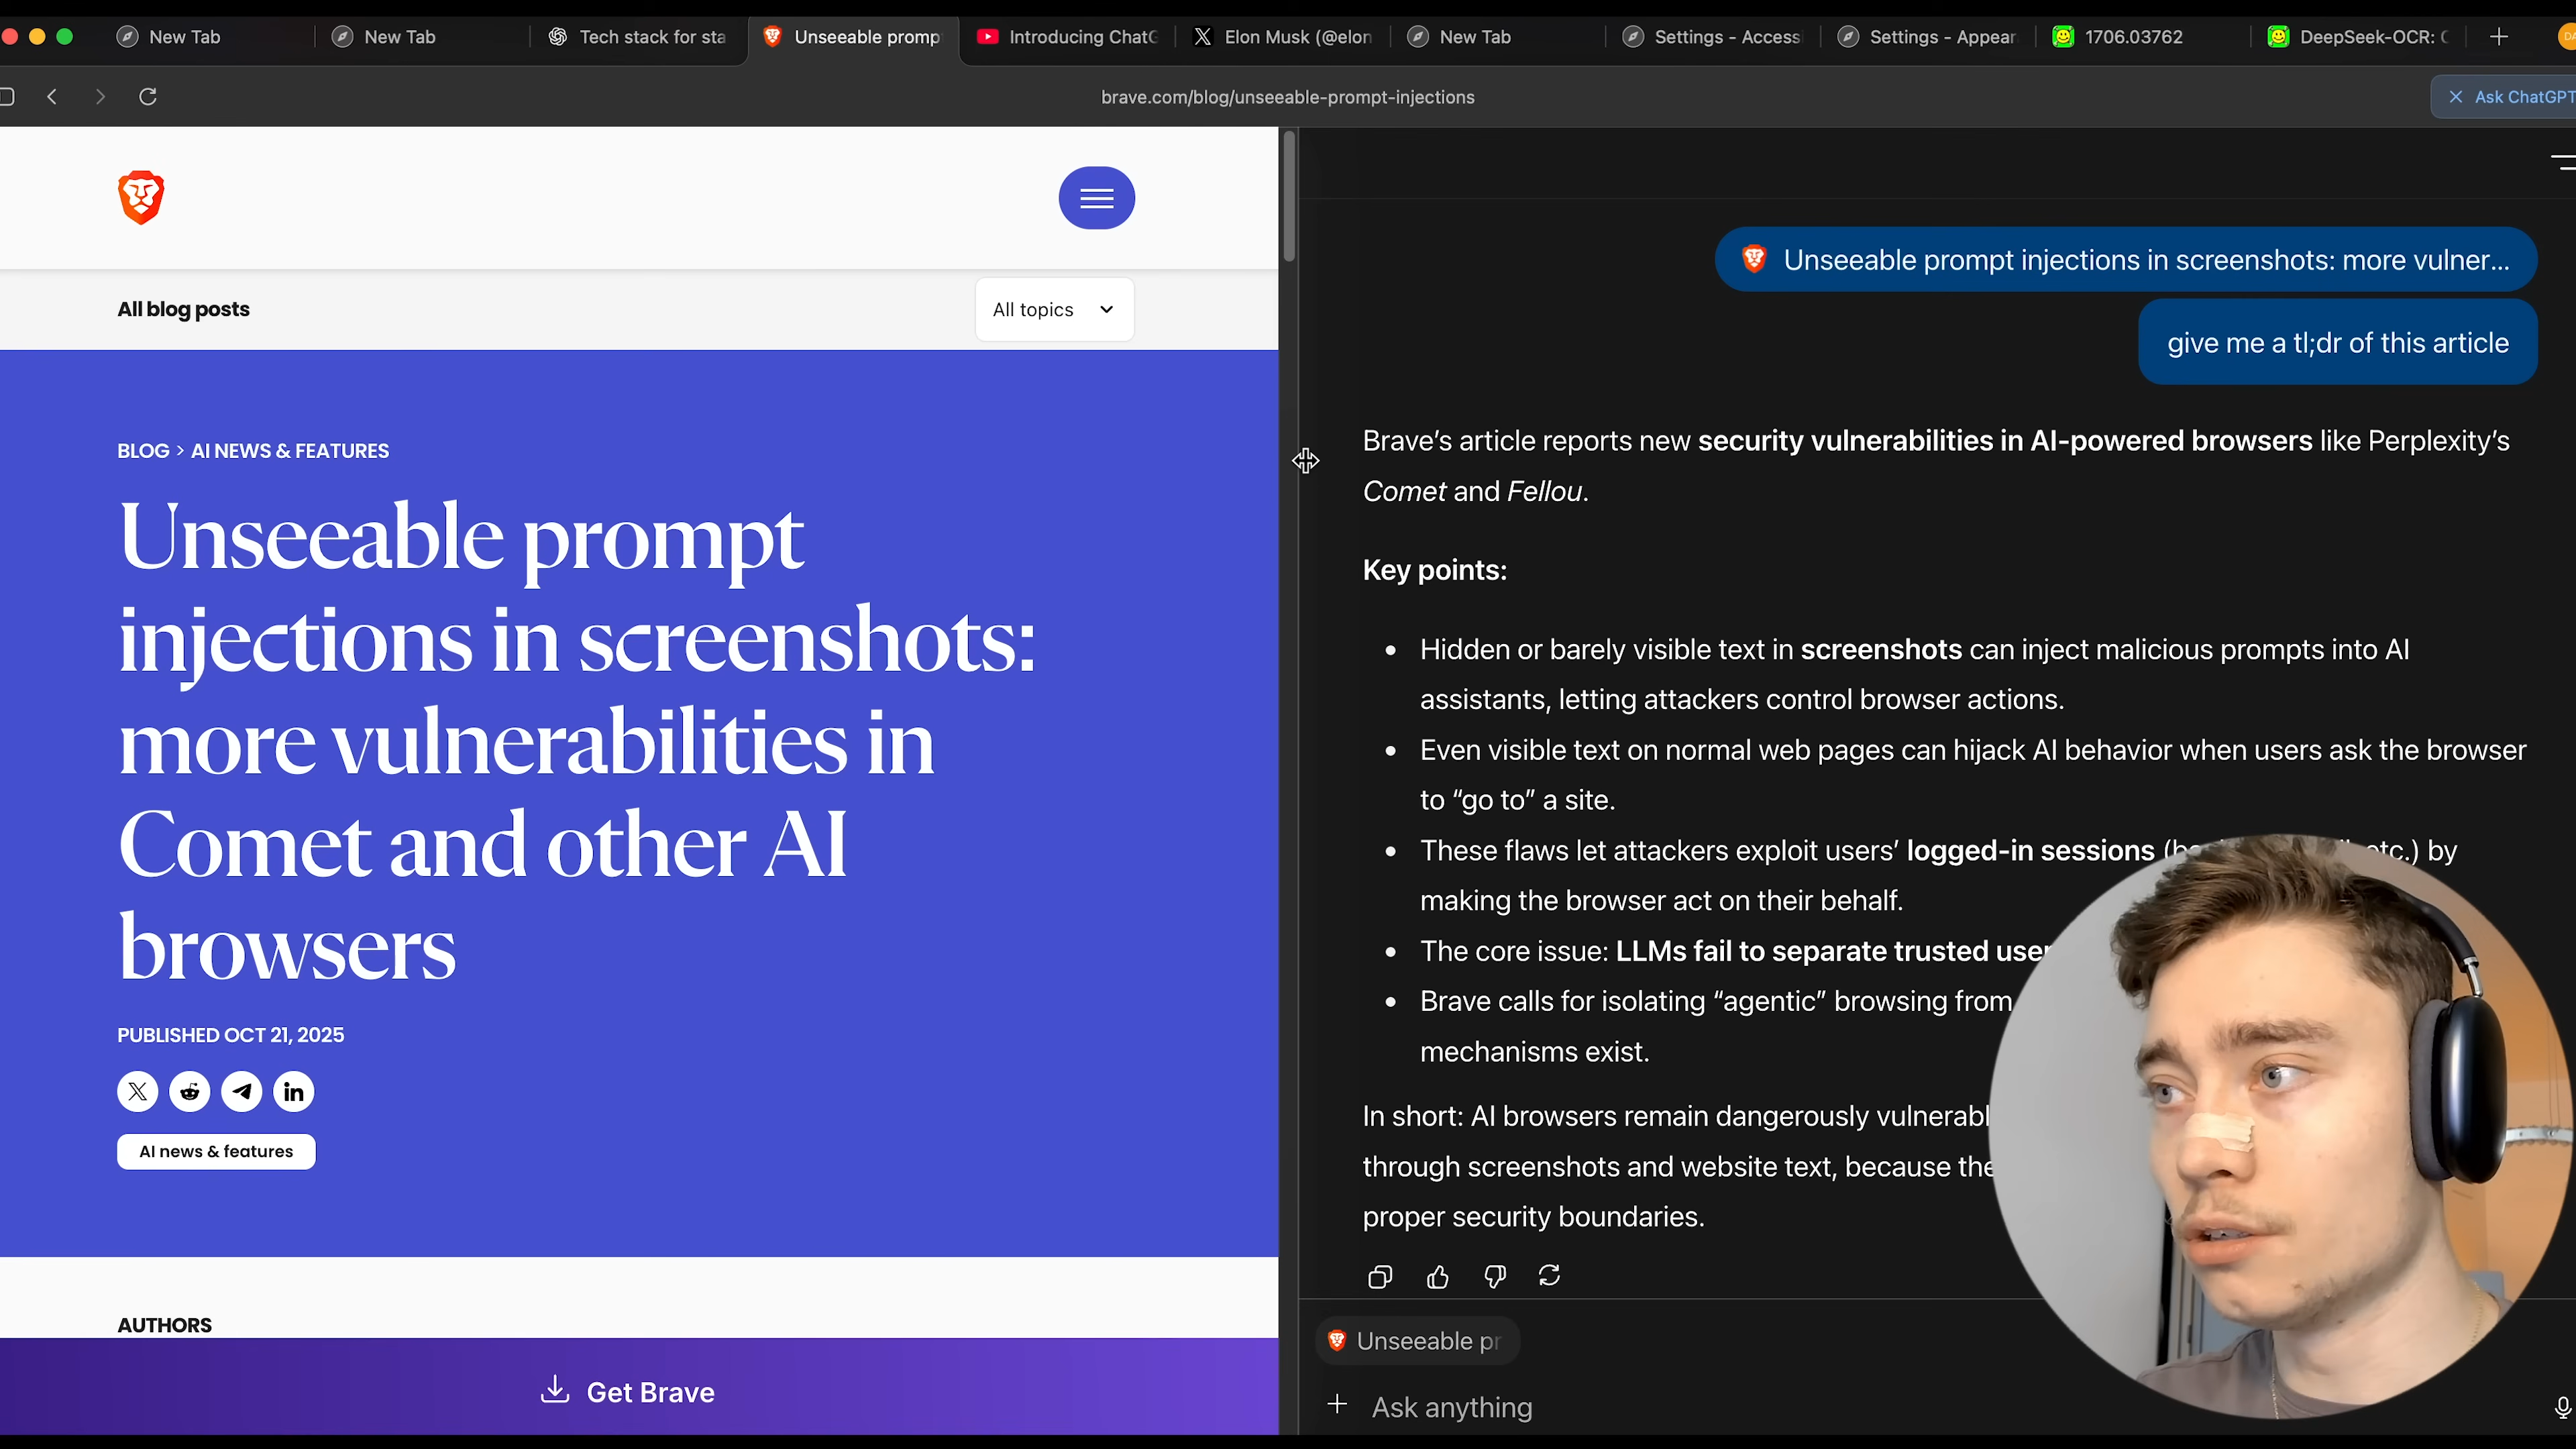 New Tab
New Tab
Tech stack for sta
Unseeable promp
Introducing ChatG
Elon Musk (@elon
New Tab
Settings - Access
Settings - Appear
1706.03762
DeepSeek-OCR: C
DA
brave.com/blog/unseeable-prompt-injections
Ask ChatGPT
All blog posts
All topics
BLOG > AI NEWS & FEATURES
Unseeable prompt
injections in screenshots:
more vulnerabilities in
Comet and other AI
browsers
PUBLISHED OCT 21, 2025
AI news & features
AUTHORS
Get Brave
Unseeable prompt injections in screenshots: more vulner...
give me a tl;dr of this article
Brave's article reports new security vulnerabilities in AI-powered browsers like Perplexity's
Comet and Fellou.
Key points:
• Hidden or barely visible text in screenshots can inject malicious prompts into AI
assistants, letting attackers control browser actions.
• Even visible text on normal web pages can hijack AI behavior when users ask the browser
to “go to” a site.
• These flaws let attackers exploit users’ logged-in sessions etc.) by
making the browser act on their behalf.
• The core issue: LLMs fail to separate trusted user
• Brave calls for isolating “agentic” browsing from
mechanisms exist.
In short: AI browsers remain dangerously vulnerabl
through screenshots and website text, because the
proper security boundaries.
Unseeable pr
Ask anything